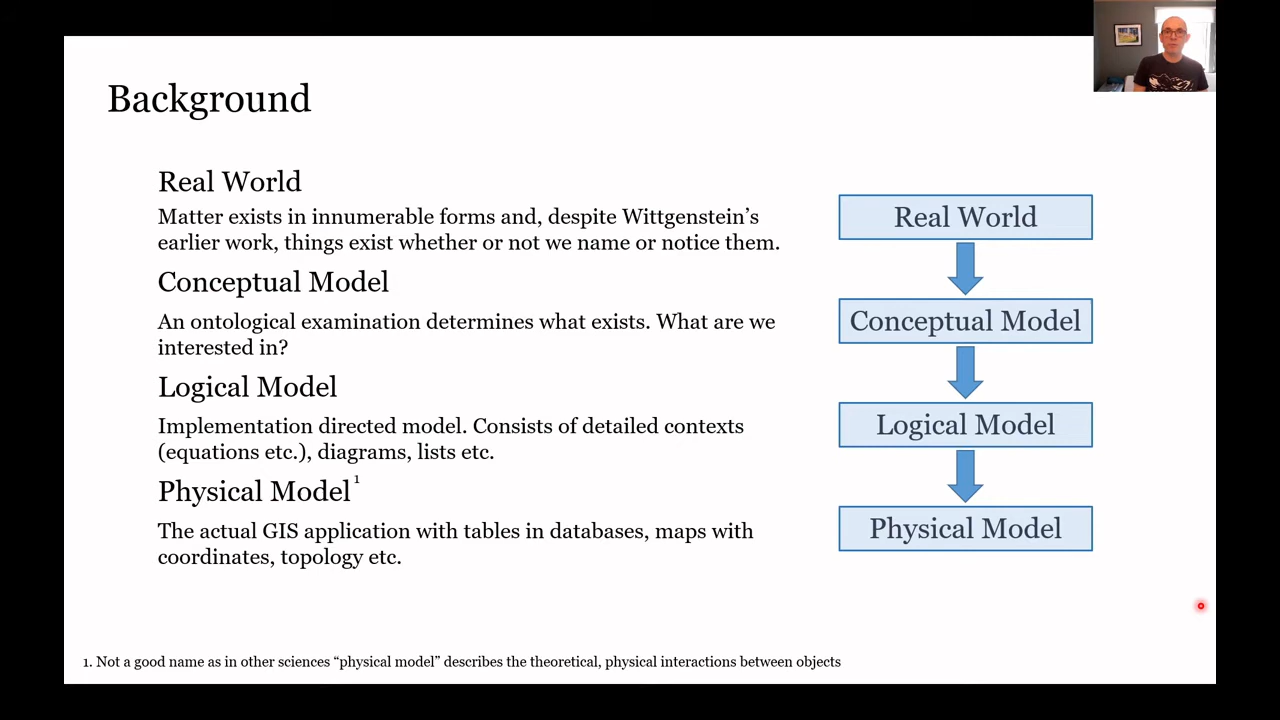 Background
Real World
Matter exists in innumerable forms and, despite Wittgenstein’s
earlier work, things exist whether or not we name or notice them.
Conceptual Model
An ontological examination determines what exists. What are we
interested in?
Logical Model
Implementation directed model. Consists of detailed contexts
(equations etc.), diagrams, lists etc.
Physical Model¹
The actual GIS application with tables in databases, maps with
coordinates, topology etc.
Real World
Conceptual Model
Logical Model
Physical Model
1. Not a good name as in other sciences “physical model” describes the theoretical, physical interactions between objects